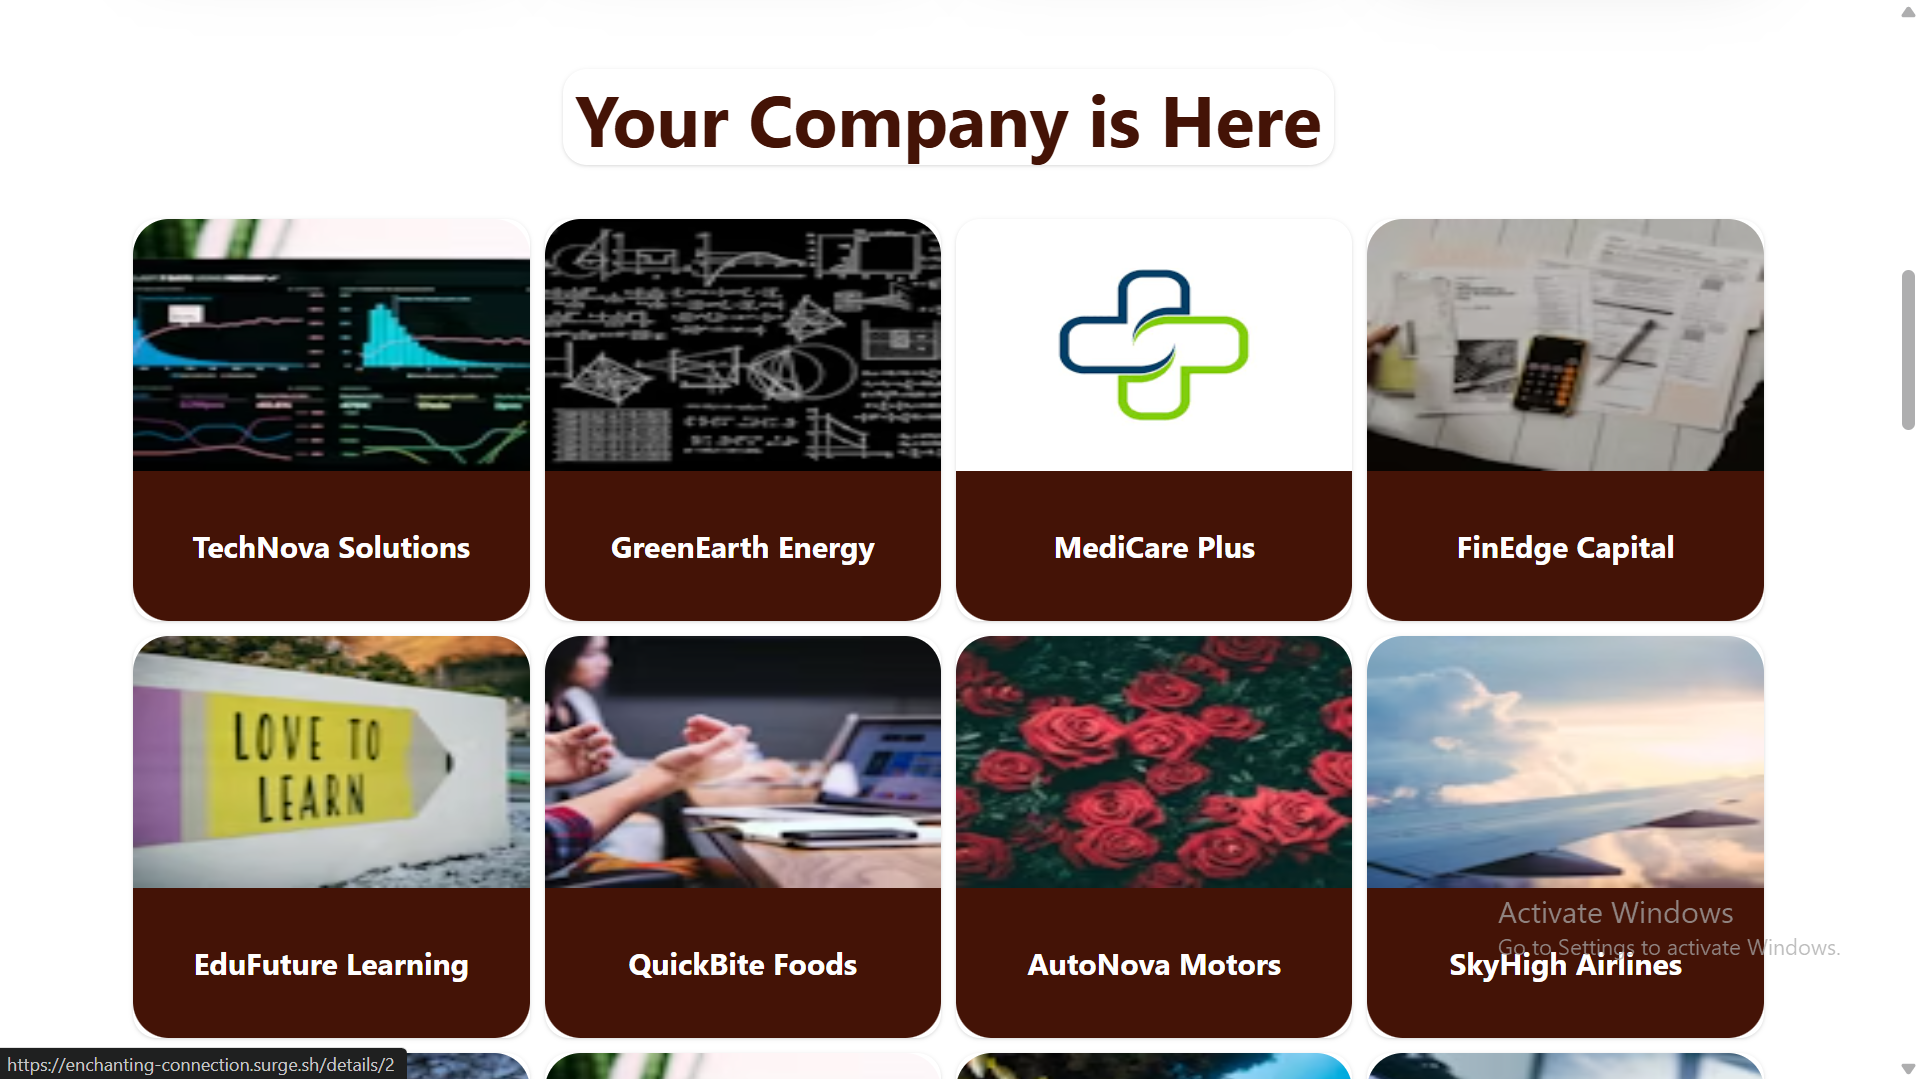 Your Company is Here
TechNova Solutions
GreenEarth Energy
MediCare Plus
FinEdge Capital
LOVE TO
LEARN
EduFuture Learning
QuickBite Foods
AutoNova Motors
SkyHigh Airlines
Activate Windows
Go to Settings to activate Windows.
https://enchanting-connection.surge.sh/details/2